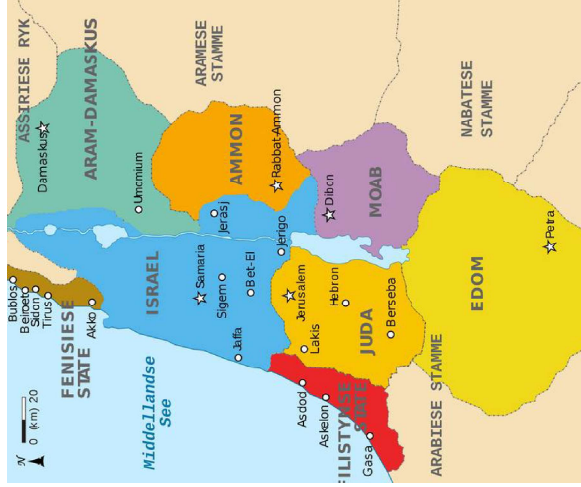 ASSIRIESE RYK
Damaskus
ARAM-DAMASKUS
ARAMESE
STAMME
Urnomium
AMMON
Rabbat-Ammon
Jerasj
NABATESE
STAMME
Dibon
MOAB
Bublos
Beiroet
Sidon
Tirus
Akko
FENISIESE
STATE
ISRAEL
Samaria
Sigem
Bet-El
Jerigo
Jaffa
Jerusalem
Hebron
Lakis
JUDA
Berseba
EDOM
Petra
Middellandse
See
Asdod
Askelon
Gasa
FILISTYNSE
STATE
ARABIESE STAMME
N
0 (km) 20